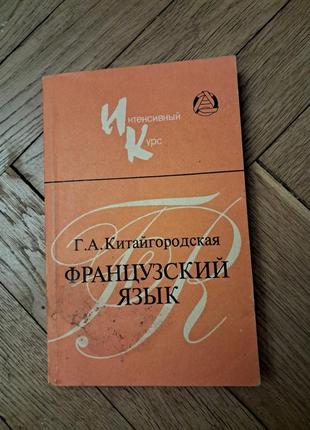 Интенсивный
Курс
Г.А.Китайгородская
ФРАНЦУЗСКИЙ
ЯЗЫК